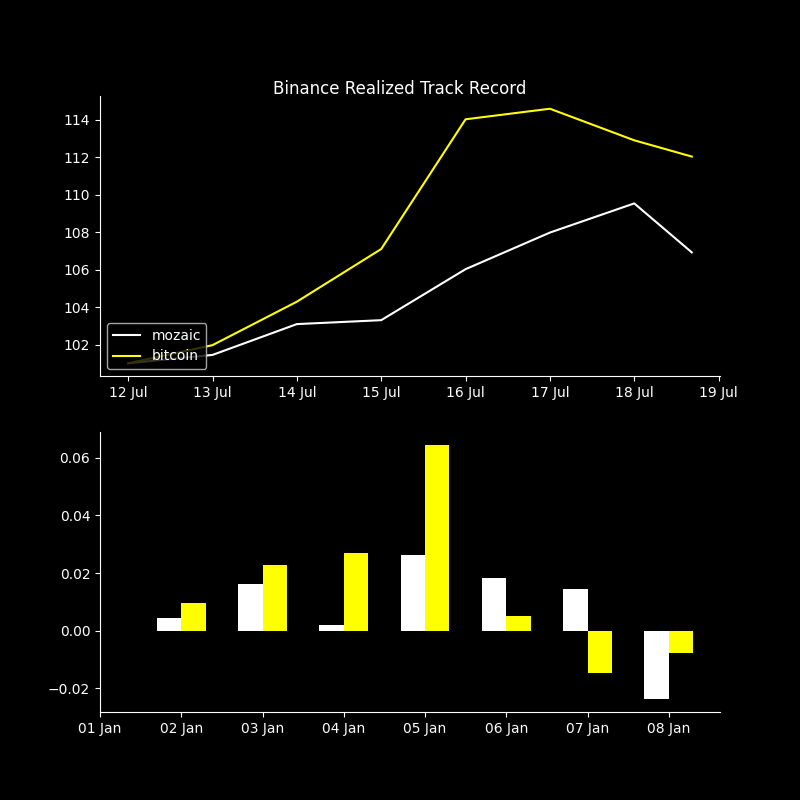 Binance Realized Track Record
114
112
110
108
106
104
102
mozaic
bitcoin
12 Jul 13 Jul 14 Jul 15 Jul 16 Jul 17 Jul 18 Jul 19 Jul
0.06
0.04
0.02
0.00
−0.02
01 Jan 02 Jan 03 Jan 04 Jan 05 Jan 06 Jan 07 Jan 08 Jan